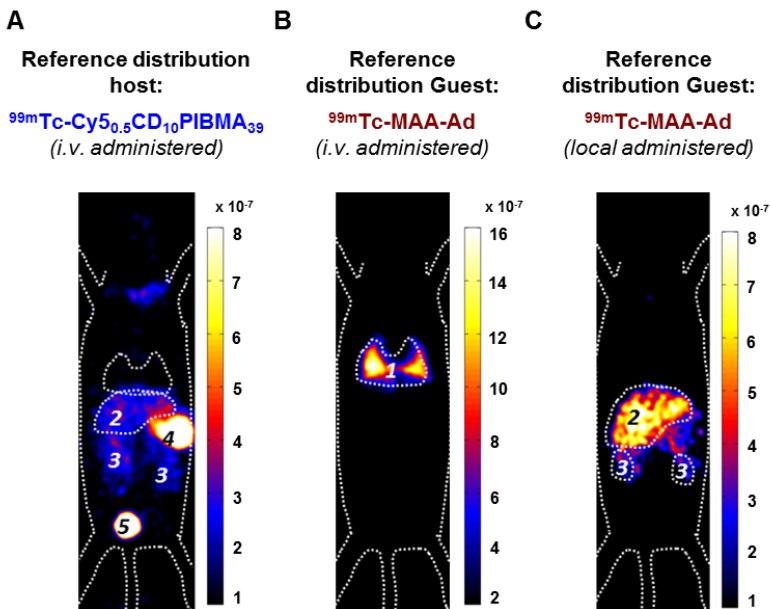 A
Reference distribution
host:
99mTc-Cy50.5CD10PIBMA39
(i.v. administered)
x 10-7
8
7
6
5
4
3
2
1
2
3
3
4
5
B
Reference
distribution Guest:
99mTc-MAA-Ad
(i.v. administered)
x 10-7
16
14
12
10
8
6
4
2
1
C
Reference
distribution Guest:
99mTc-MAA-Ad
(local administered)
x 10-7
8
7
6
5
4
3
2
1
2
3
3